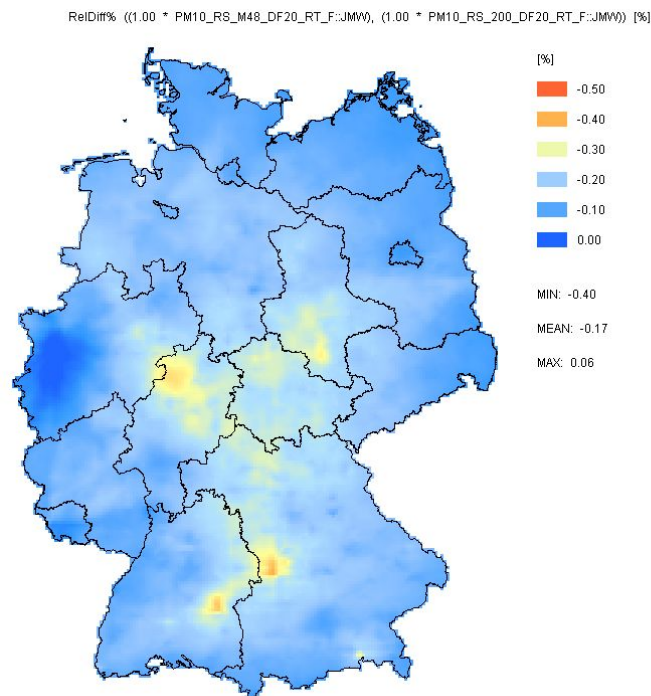 RelDiff% ((1.00 * PM10_RS_M48_DF20_RT_F::JMW), (1.00 * PM10_RS_200_DF20_RT_F::JMW)) [%]
[%]
-0.50
-0.40
-0.30
-0.20
-0.10
0.00
MIN: -0.40
MEAN: -0.17
MAX: 0.06